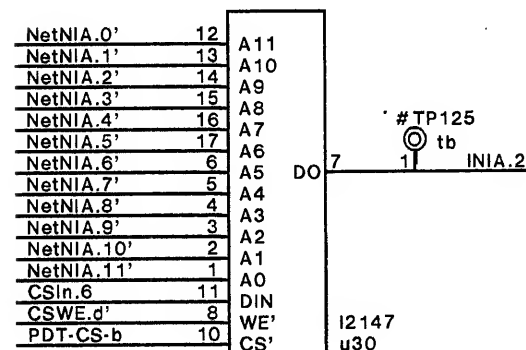 NetNIA.0' 12 A11
NetNIA.1' 13 A10
NetNIA.2' 14 A9
NetNIA.3' 15 A8
NetNIA.4' 16 A7
NetNIA.5' 17 A6
NetNIA.6' 6 A5
NetNIA.7' 5 A4
NetNIA.8' 4 A3
NetNIA.9' 3 A2
NetNIA.10' 2 A1
NetNIA.11' 1 A0
CSIn.6 11 DIN
CSWE.d' 8 WE'
PDT-CS-b 10 CS'
#TP125
tb
DO 7 1 INIA.2
I2147
u30